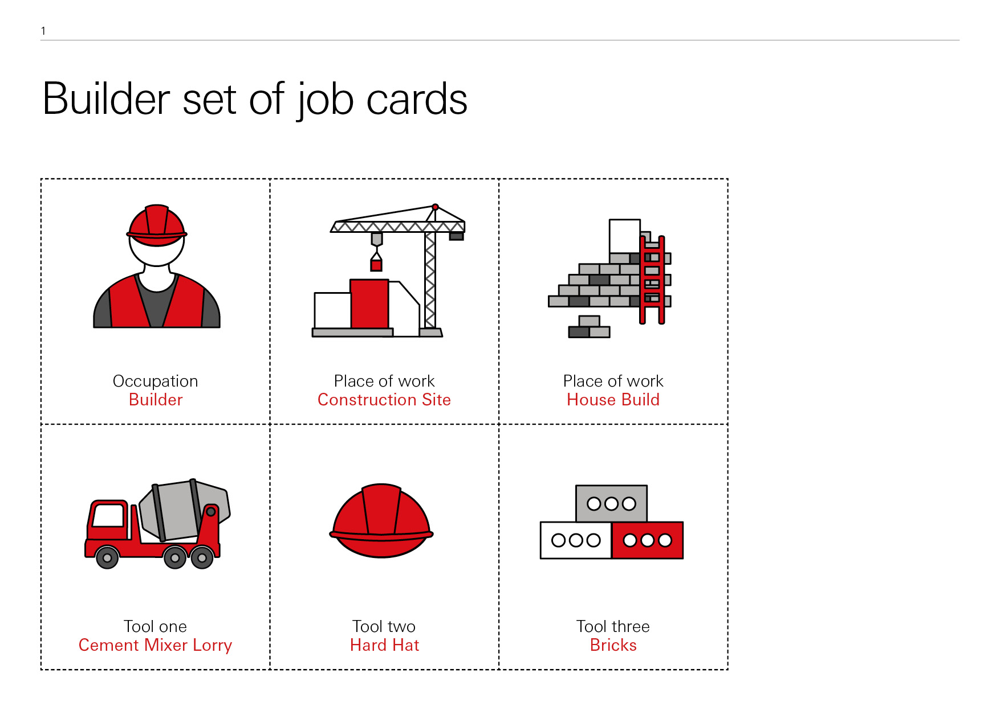 1
Builder set of job cards
Occupation
Builder
Place of work
Construction Site
Place of work
House Build
Tool one
Cement Mixer Lorry
Tool two
Hard Hat
Tool three
Bricks